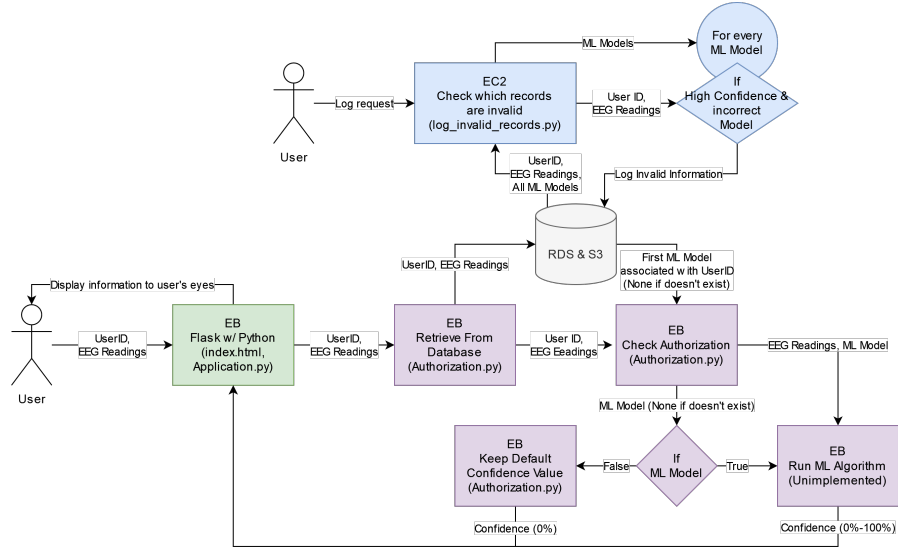 For every
ML Model
ML Models
EC2
Check which records
are invalid
(log_invalid_records.py)
If
High Confidence &
incorrect
Model
User ID,
EEG Readings
Log request
User
UserID,
EEG Readings,
All ML Models
Log Invalid Information
RDS & S3
UserID, EEG Readings
First ML Model
associated with UserID
(None if doesn't exist)
Display information to user's eyes
EB
Flask w/ Python
(index.html,
Application.py)
EB
Retrieve From
Database
(Authorization.py)
EB
Check Authorization
(Authorization.py)
UserID,
EEG Readings
UserID,
EEG Readings
User ID,
EEG Eeadings
EEG Readings, ML Model
User
ML Model (None if doesn't exist)
EB
Keep Default
Confidence Value
(Authorization.py)
False
If
ML Model
True
EB
Run ML Algorithm
(Unimplemented)
Confidence (0%)
Confidence (0%-100%)